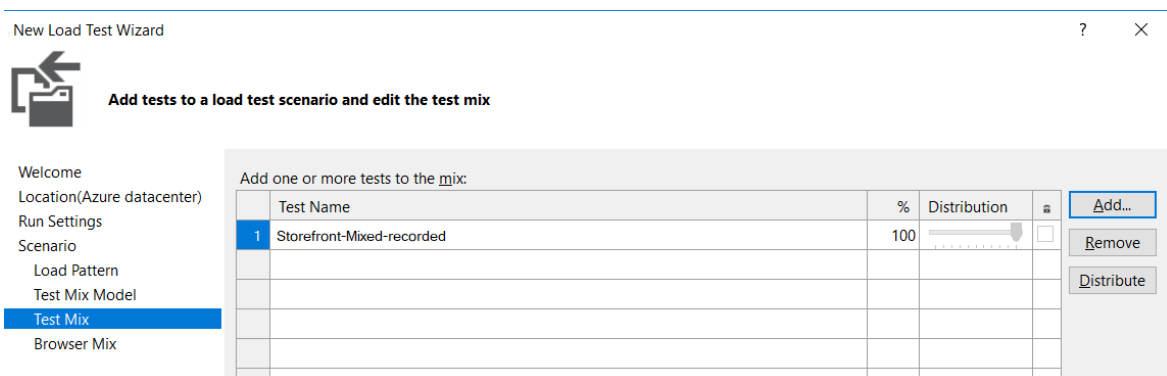 New Load Test Wizard
?
Add tests to a load test scenario and edit the test mix
Welcome
Location(Azure datacenter)
Run Settings
Scenario
Load Pattern
Test Mix Model
Test Mix
Browser Mix
Add one or more tests to the mix:
Test Name % Distribution
1 Storefront-Mixed-recorded 100
Add...
Remove
Distribute